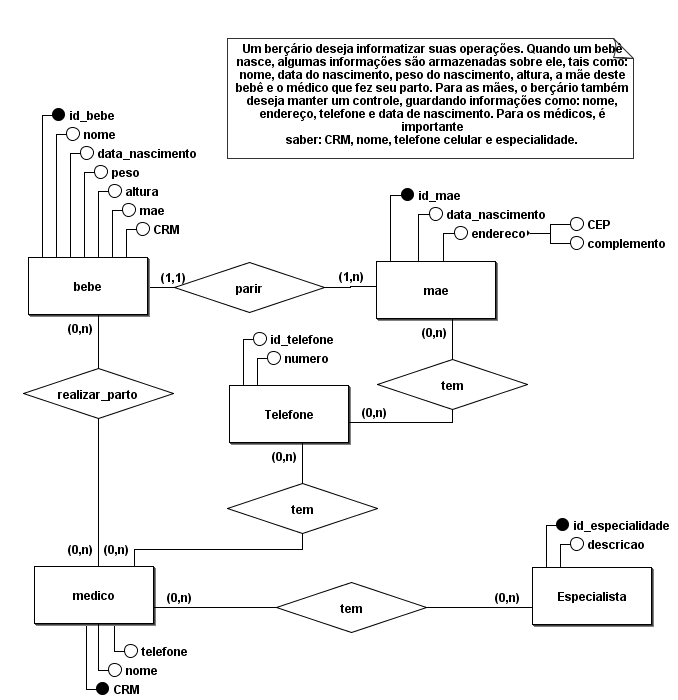 Um berçário deseja informatizar suas operações. Quando um bebê
nasce, algumas informações são armazenadas sobre ele, tais como:
nome, data do nascimento, peso do nascimento, altura, a mãe deste
bebê e o médico que fez seu parto. Para as mães, o berçário também
deseja manter um controle, guardando informações como: nome,
endereço, telefone e data de nascimento. Para os médicos, é
importante
saber: CRM, nome, telefone celular e especialidade.
id_bebe
nome
data_nascimento
peso
altura
mae
CRM
id_mae
data_nascimento
endereco
CEP
complemento
bebe
(1,1)
parir
(1,n)
mae
(0,n)
(0,n)
id_telefone
numero
realizar_parto
Telefone
(0,n)
tem
(0,n)
tem
(0,n)
(0,n)
medico
(0,n)
tem
(0,n)
Especialista
id_especialidade
descricao
telefone
nome
CRM